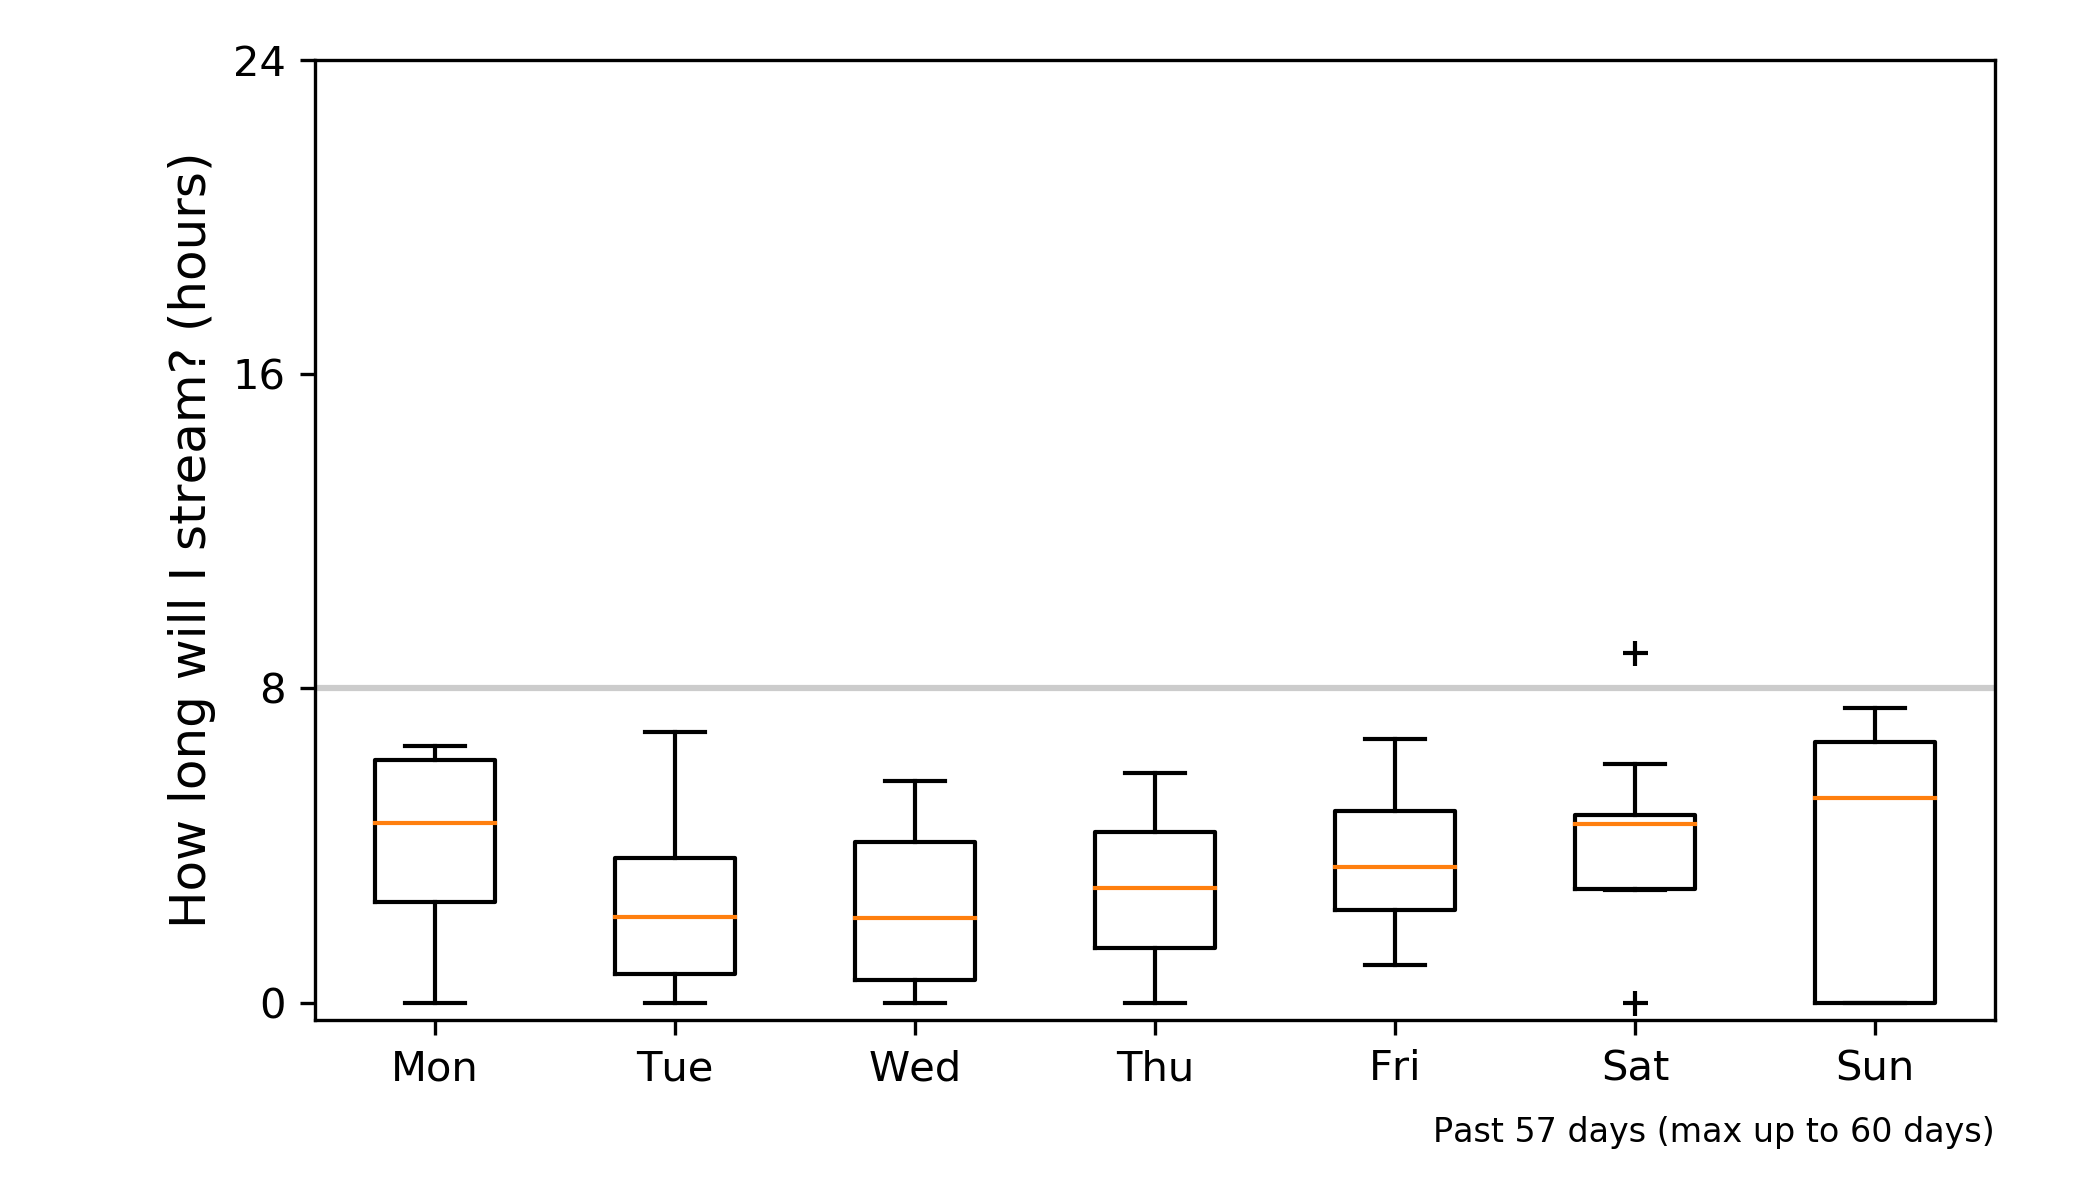 How long will I stream? (hours)
24
16
8
0
Mon Tue Wed Thu Fri Sat Sun
Past 57 days (max up to 60 days)